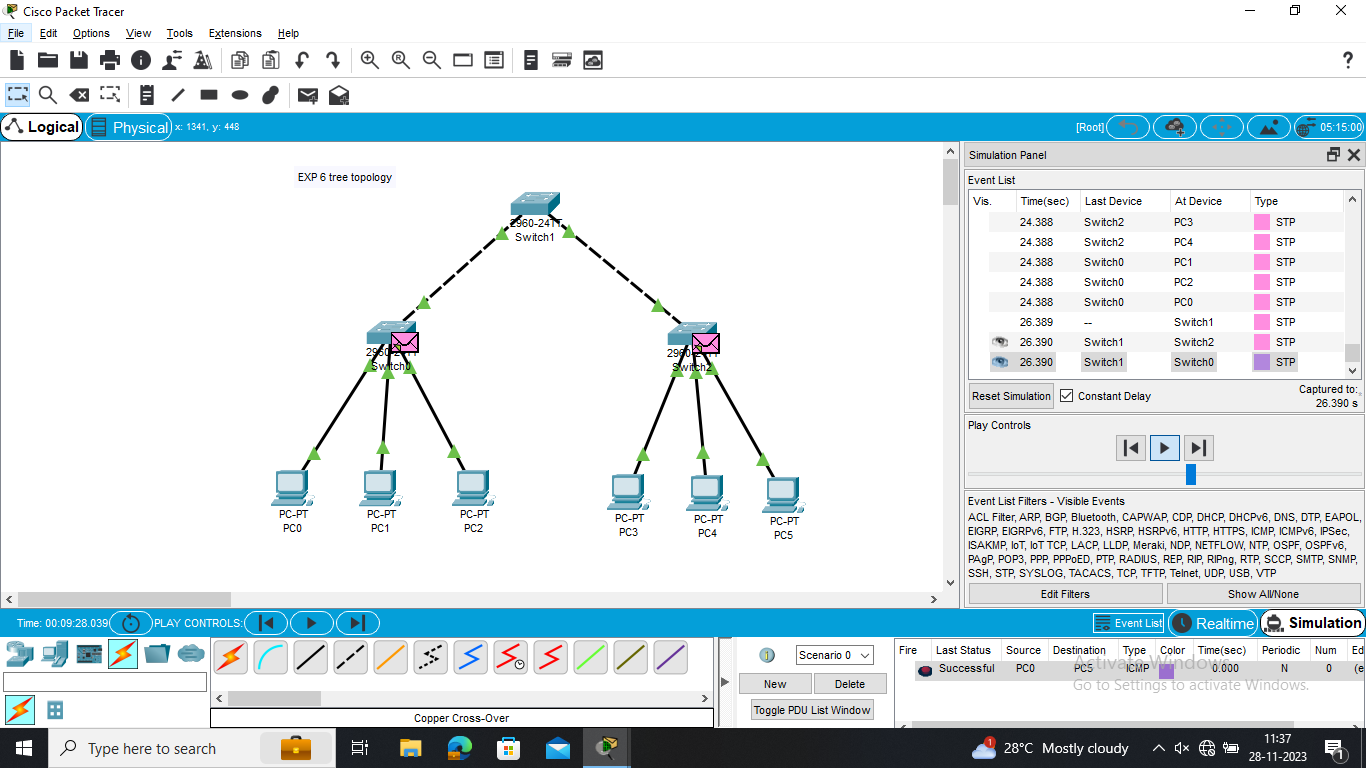 Cisco Packet Tracer
File Edit Options View Tools Extensions Help
Logical Physical x: 1341, y: 448 [Root] 05:15:00
EXP 6 tree topology
2960-24TT
Switch1
Switch0
Switch2
PC-PT
PC0
PC-PT
PC1
PC-PT
PC2
PC-PT
PC3
PC-PT
PC4
PC-PT
PC5
Simulation Panel
Event List
Vis. Time(sec) Last Device At Device Type
24.388 Switch2 PC3 STP
24.388 Switch2 PC4 STP
24.388 Switch0 PC1 STP
24.388 Switch0 PC2 STP
24.388 Switch0 PC0 STP
26.389 -- Switch1 STP
26.390 Switch1 Switch2 STP
26.390 Switch1 Switch0 STP
Reset Simulation Constant Delay Captured to:
26.390 s
Play Controls
Event List Filters - Visible Events
ACL Filter, ARP, BGP, Bluetooth, CAPWAP, CDP, DHCP, DHCPv6, DNS, DTP, EAPOL,
EIGRP, EIGRPv6, FTP, H.323, HSRP, HSRPv6, HTTP, HTTPS, ICMP, ICMPv6, IPSec,
ISAKMP, IoT, IoT TCP, LACP, LLDP, Meraki, NDP, NETFLOW, NTP, OSPF, OSPFv6,
PAgP, POP3, PPP, PPPoED, PTP, RADIUS, REP, RIP, RIPng, RTP, SCCP, SMTP, SNMP,
SSH, STP, SYSLOG, TACACS, TCP, TFTP, Telnet, UDP, USB, VTP
Edit Filters Show All/None
Time: 00:09:28.039 PLAY CONTROLS: Event List Realtime Simulation
Copper Cross-Over
Scenario 0
New Delete
Toggle PDU List Window
Fire Last Status Source Destination Type Color Time(sec) Periodic Num Ed
Successful PC0 PC5 ICMP 0.000 N 0 (e
Activate Windows
Go to Settings to activate Windows.
Type here to search
1
28°C Mostly cloudy
11:37
28-11-2023
1